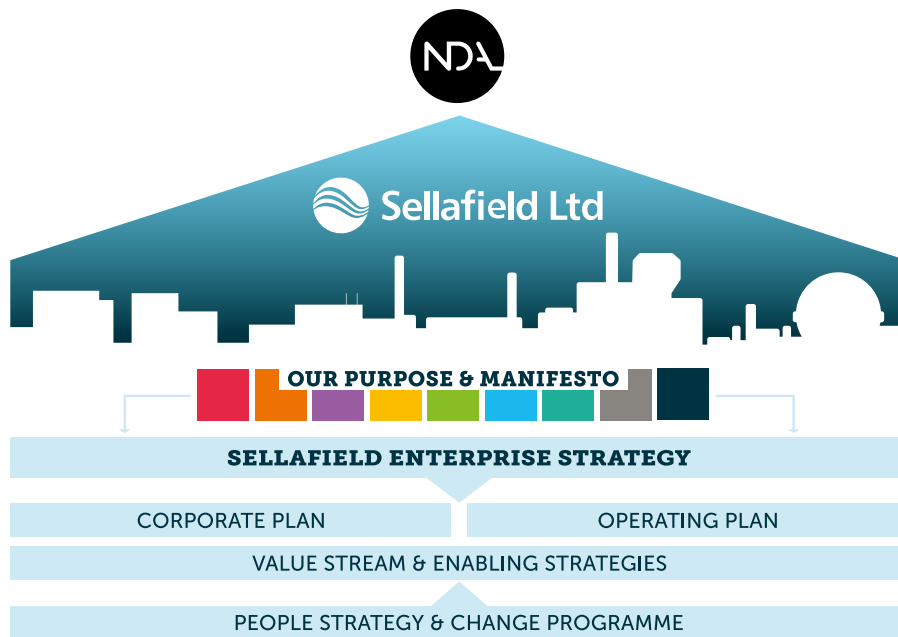 NDA
Sellafield Ltd
OUR PURPOSE & MANIFESTO
SELLAFIELD ENTERPRISE STRATEGY
CORPORATE PLAN
OPERATING PLAN
VALUE STREAM & ENABLING STRATEGIES
PEOPLE STRATEGY & CHANGE PROGRAMME